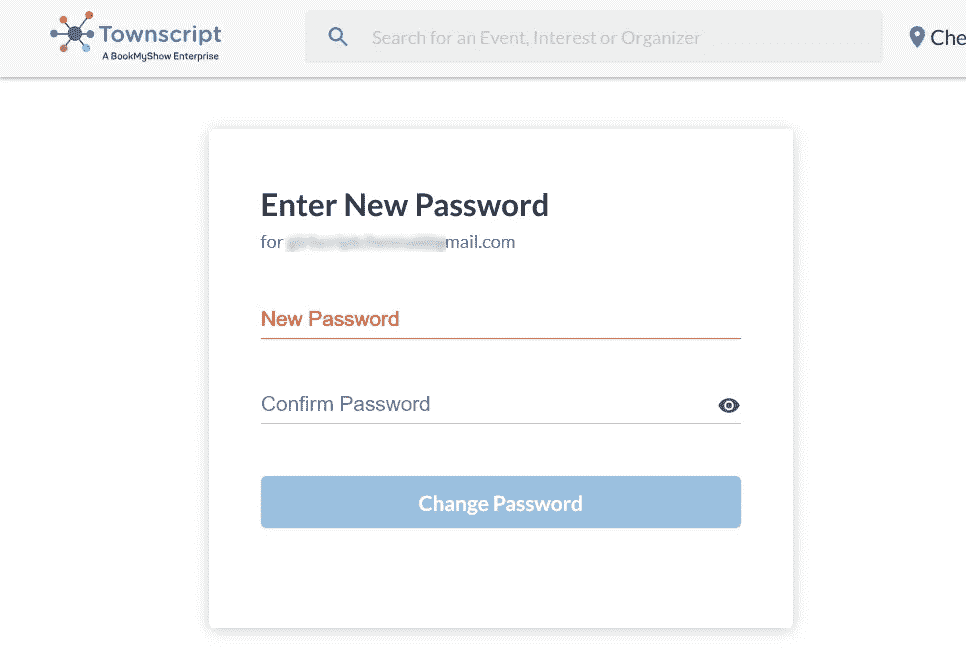 Townscript
A BookMyShow Enterprise
Search for an Event, Interest or Organizer
Che
Enter New Password
for mail.com
New Password
Confirm Password
Change Password